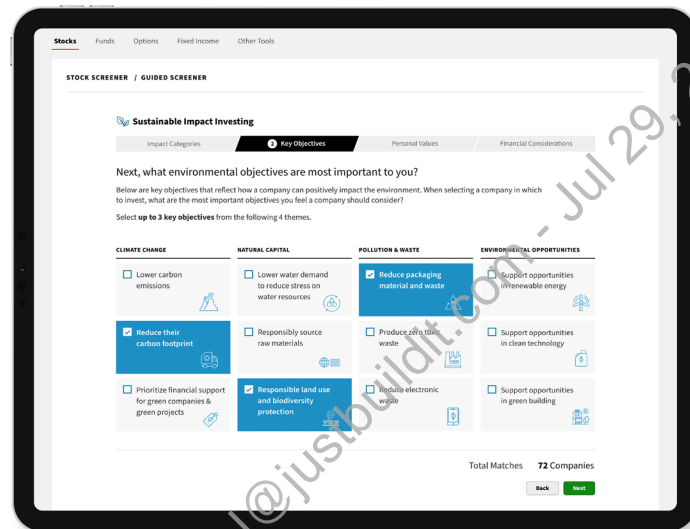 Stocks Funds Options Fixed Income Other Tools
STOCK SCREENER / GUIDED SCREENER
Sustainable Impact Investing
Impact Categories 2 Key Objectives Personal Values Financial Considerations
Next, what environmental objectives are most important to you?
Below are key objectives that reflect how a company can positively impact the environment. When selecting a company in which
to invest, what are the most important objectives you feel a company should consider?
Select up to 3 key objectives from the following 4 themes.
CLIMATE CHANGE NATURAL CAPITAL POLLUTION & WASTE ENVIRONMENTAL OPPORTUNITIES
Lower carbon
emissions
Lower water demand
to reduce stress on
water resources
Reduce packaging
material and waste
Support opportunities
in renewable energy
Reduce their
carbon footprint
Responsibly source
raw materials
Produce zero toxic
waste
Support opportunities
in clean technology
Prioritize financial support
for green companies &
green projects
Responsible land use
and biodiversity
protection
Reduce electronic
waste
Support opportunities
in green building
Total Matches 72 Companies
Back Next
@justbuildit.com - Jul 29, 2